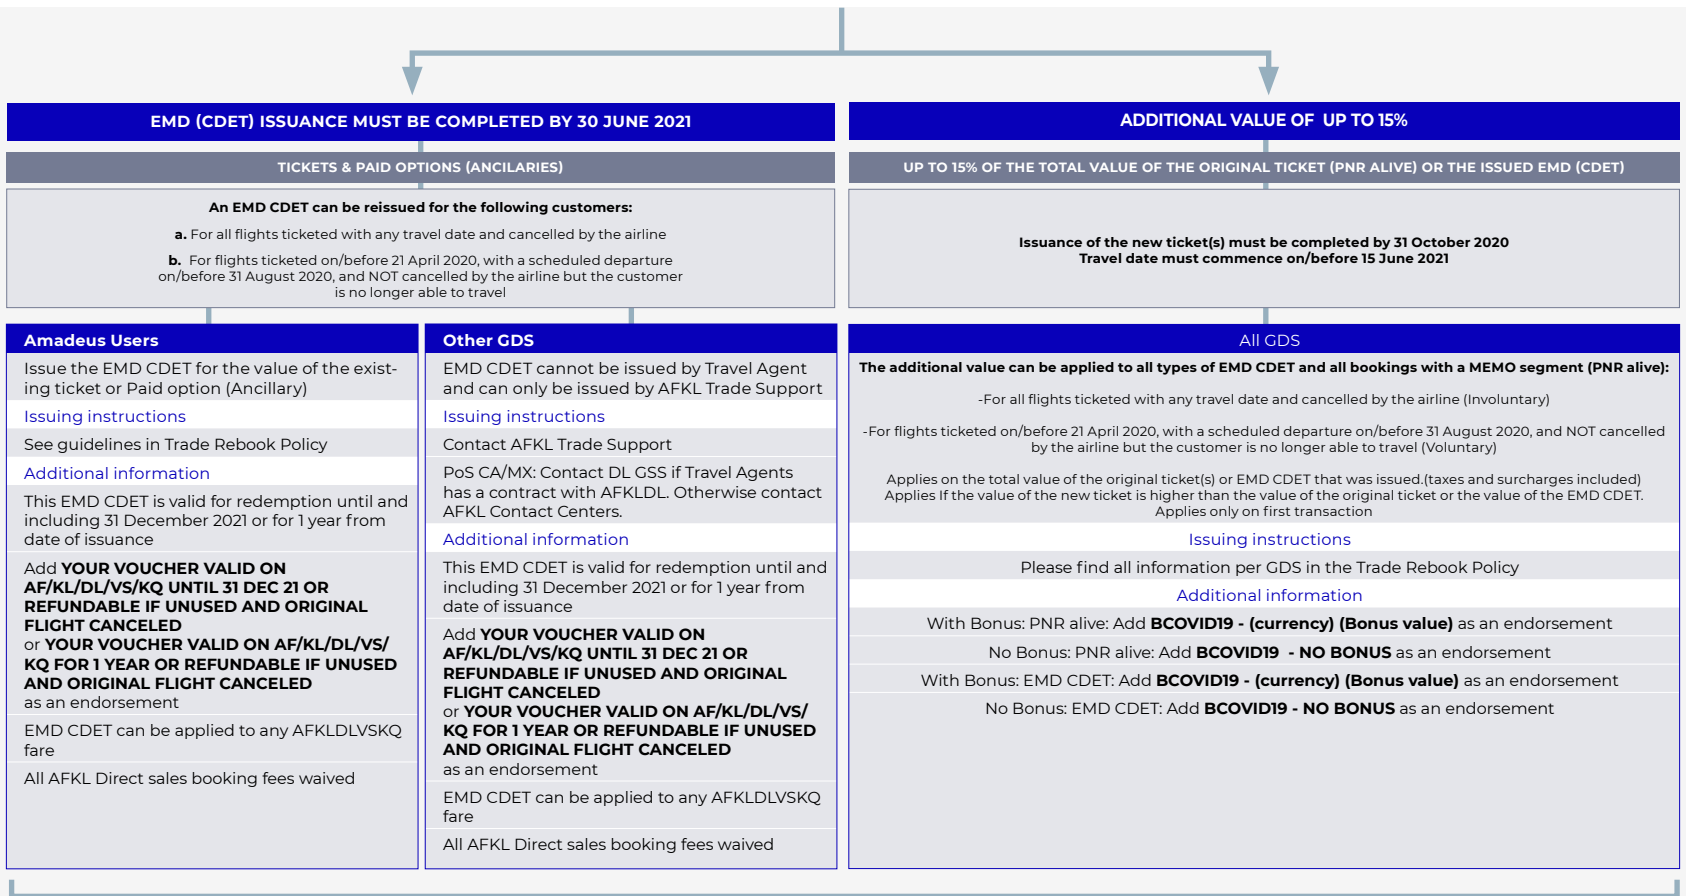 EMD (CDET) ISSUANCE MUST BE COMPLETED BY 30 JUNE 2021
TICKETS & PAID OPTIONS (ANCILARIES)
An EMD CDET can be reissued for the following customers:
a. For all flights ticketed with any travel date and cancelled by the airline
b. For flights ticketed on/before 21 April 2020, with a scheduled departure
on/before 31 August 2020, and NOT cancelled by the airline but the customer
is no longer able to travel
Amadeus Users
Issue the EMD CDET for the value of the exist-
ing ticket or Paid option (Ancillary)
Issuing instructions
See guidelines in Trade Rebook Policy
Additional information
This EMD CDET is valid for redemption until and
including 31 December 2021 or for 1 year from
date of issuance
Add YOUR VOUCHER VALID ON
AF/KL/DL/VS/KQ UNTIL 31 DEC 21 OR
REFUNDABLE IF UNUSED AND ORIGINAL
FLIGHT CANCELED
or YOUR VOUCHER VALID ON AF/KL/DL/VS/
KQ FOR 1 YEAR OR REFUNDABLE IF UNUSED
AND ORIGINAL FLIGHT CANCELED
as an endorsement
EMD CDET can be applied to any AFKLDLVSKQ
fare
All AFKL Direct sales booking fees waived
Other GDS
EMD CDET cannot be issued by Travel Agent
and can only be issued by AFKL Trade Support
Issuing instructions
Contact AFKL Trade Support
PoS CA/MX: Contact DL GSS if Travel Agents
has a contract with AFKLDL. Otherwise contact
AFKL Contact Centers.
Additional information
This EMD CDET is valid for redemption until and
including 31 December 2021 or for 1 year from
date of issuance
Add YOUR VOUCHER VALID ON
AF/KL/DL/VS/KQ UNTIL 31 DEC 21 OR
REFUNDABLE IF UNUSED AND ORIGINAL
FLIGHT CANCELED
or YOUR VOUCHER VALID ON AF/KL/DL/VS/
KQ FOR 1 YEAR OR REFUNDABLE IF UNUSED
AND ORIGINAL FLIGHT CANCELED
as an endorsement
EMD CDET can be applied to any AFKLDLVSKQ
fare
All AFKL Direct sales booking fees waived
ADDITIONAL VALUE OF UP TO 15%
UP TO 15% OF THE TOTAL VALUE OF THE ORIGINAL TICKET (PNR ALIVE) OR THE ISSUED EMD (CDET)
Issuance of the new ticket(s) must be completed by 31 October 2020
Travel date must commence on/before 15 June 2021
All GDS
The additional value can be applied to all types of EMD CDET and all bookings with a MEMO segment (PNR alive):
-For all flights ticketed with any travel date and cancelled by the airline (Involuntary)
-For flights ticketed on/before 21 April 2020, with a scheduled departure on/before 31 August 2020, and NOT cancelled
by the airline but the customer is no longer able to travel (Voluntary)
Applies on the total value of the original ticket(s) or EMD CDET that was issued.(taxes and surcharges included)
Applies If the value of the new ticket is higher than the value of the original ticket or the value of the EMD CDET.
Applies only on first transaction
Issuing instructions
Please find all information per GDS in the Trade Rebook Policy
Additional information
With Bonus: PNR alive: Add BCOVID19 - (currency) (Bonus value) as an endorsement
No Bonus: PNR alive: Add BCOVID19 - NO BONUS as an endorsement
With Bonus: EMD CDET: Add BCOVID19 - (currency) (Bonus value) as an endorsement
No Bonus: EMD CDET: Add BCOVID19 - NO BONUS as an endorsement